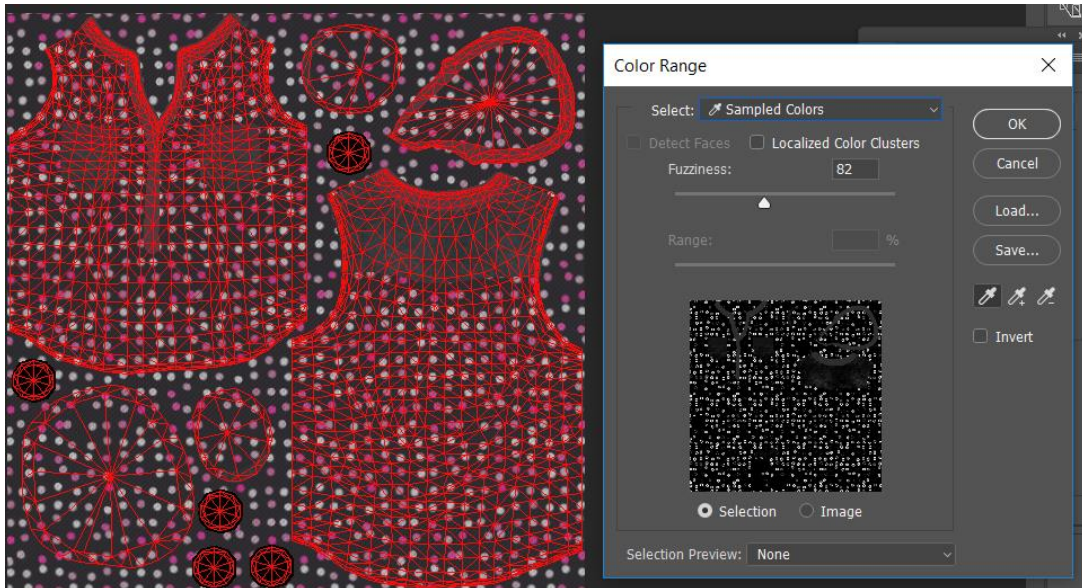 Color Range
Select: Sampled Colors
OK
Detect Faces Localized Color Clusters
Cancel
Fuzziness: 82
Load...
Range: %
Save...
Invert
Selection Image
Selection Preview: None